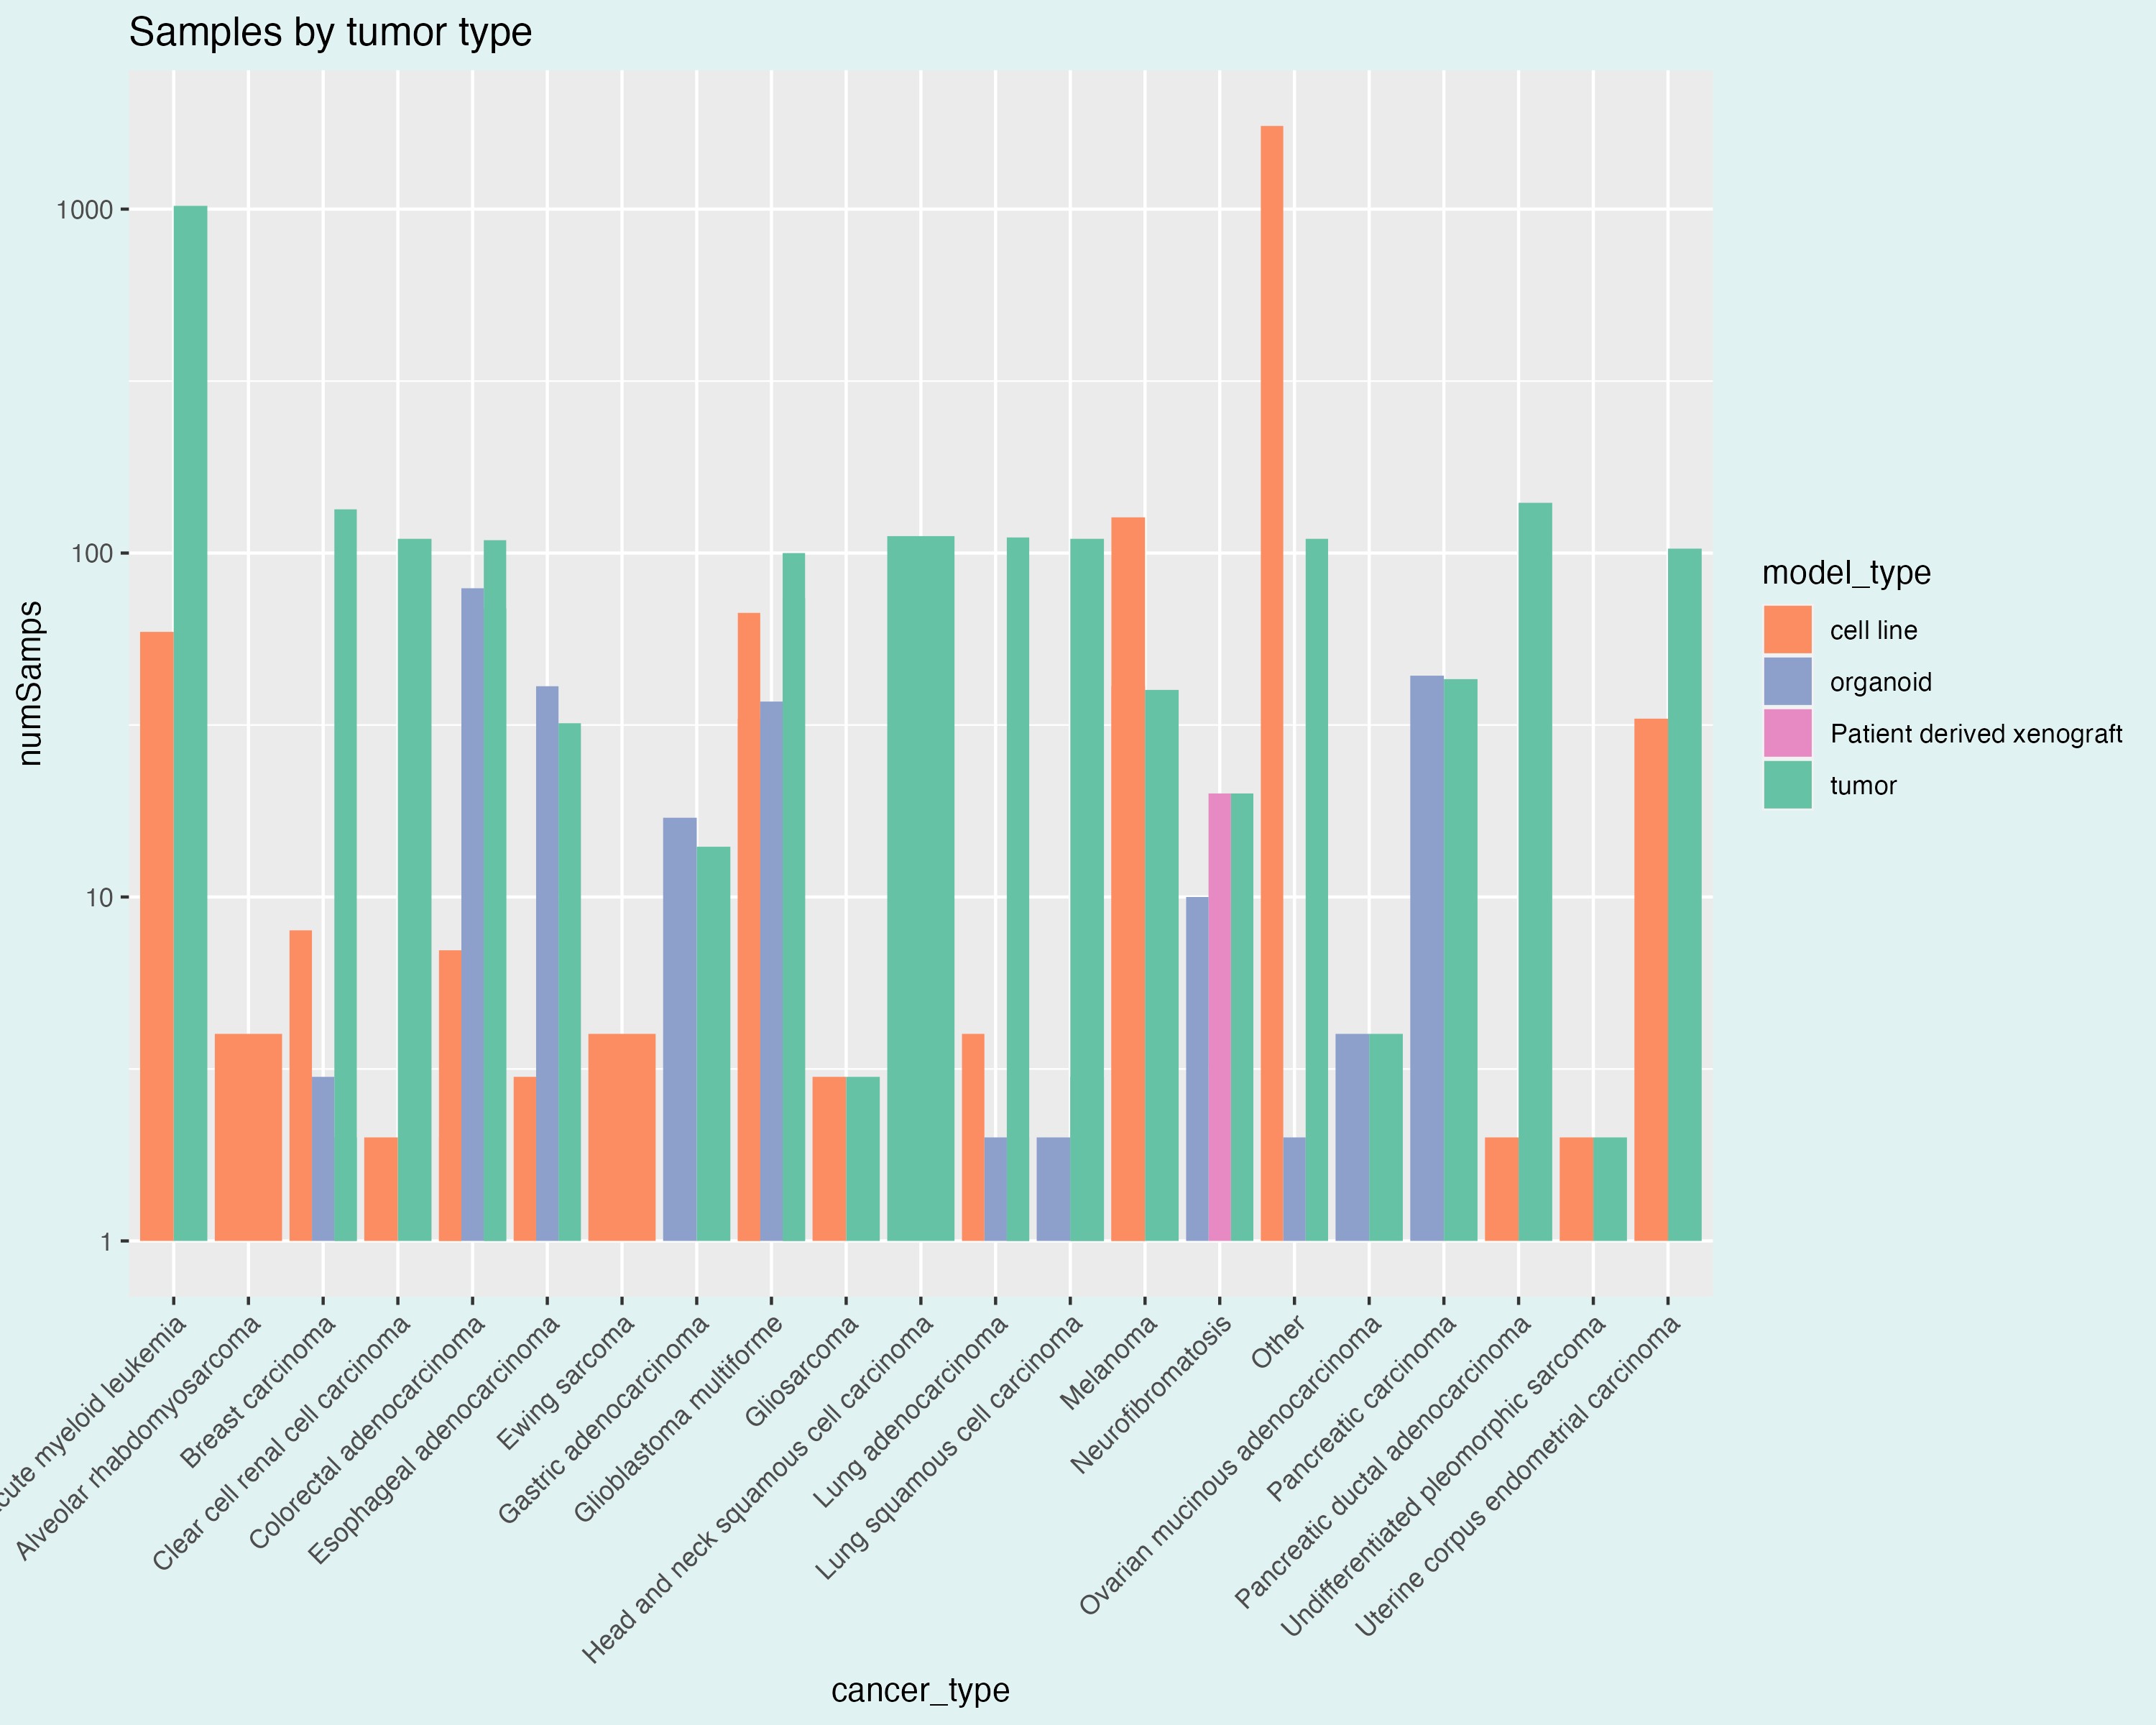 Samples by tumor type
numSamps
1000
100
10
1
myeloid leukemia
Alveolar rhabdomyosarcoma
Breast carcinoma
Clear cell renal cell carcinoma
Colorectal adenocarcinoma
Esophageal adenocarcinoma
Ewing sarcoma
Gastric adenocarcinoma
Glioblastoma multiforme
Gliosarcoma
Head and neck squamous cell carcinoma
Lung adenocarcinoma
Lung squamous cell carcinoma
Melanoma
Neurofibromatosis
Other
Ovarian mucinous adenocarcinoma
Pancreatic carcinoma
Pancreatic ductal adenocarcinoma
Undifferentiated pleomorphic sarcoma
Uterine corpus endometrial carcinoma
cancer_type
model_type
cell line
organoid
Patient derived xenograft
tumor